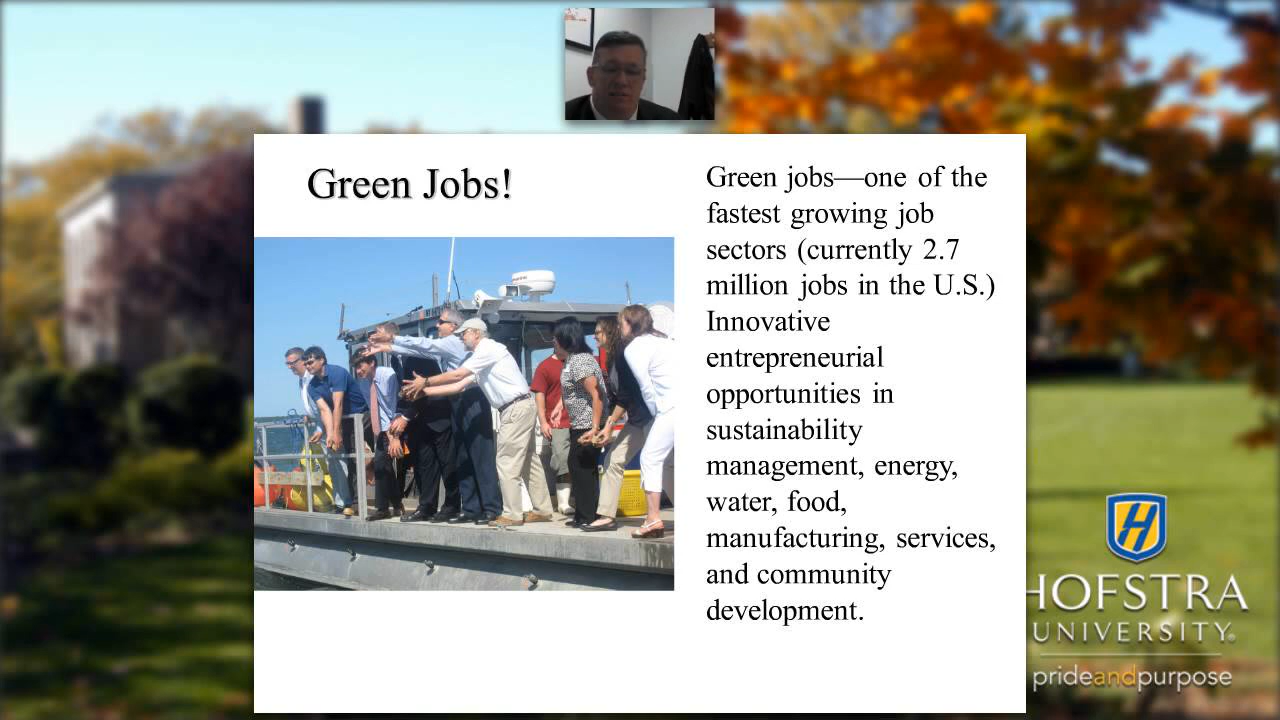 Green Jobs!
Green jobs—one of the
fastest growing job
sectors (currently 2.7
million jobs in the U.S.)
Innovative
entrepreneurial
opportunities in
sustainability
management, energy,
water, food,
manufacturing, services,
and community
development.
H
HOFSTRA
UNIVERSITY®
prideandpurpose